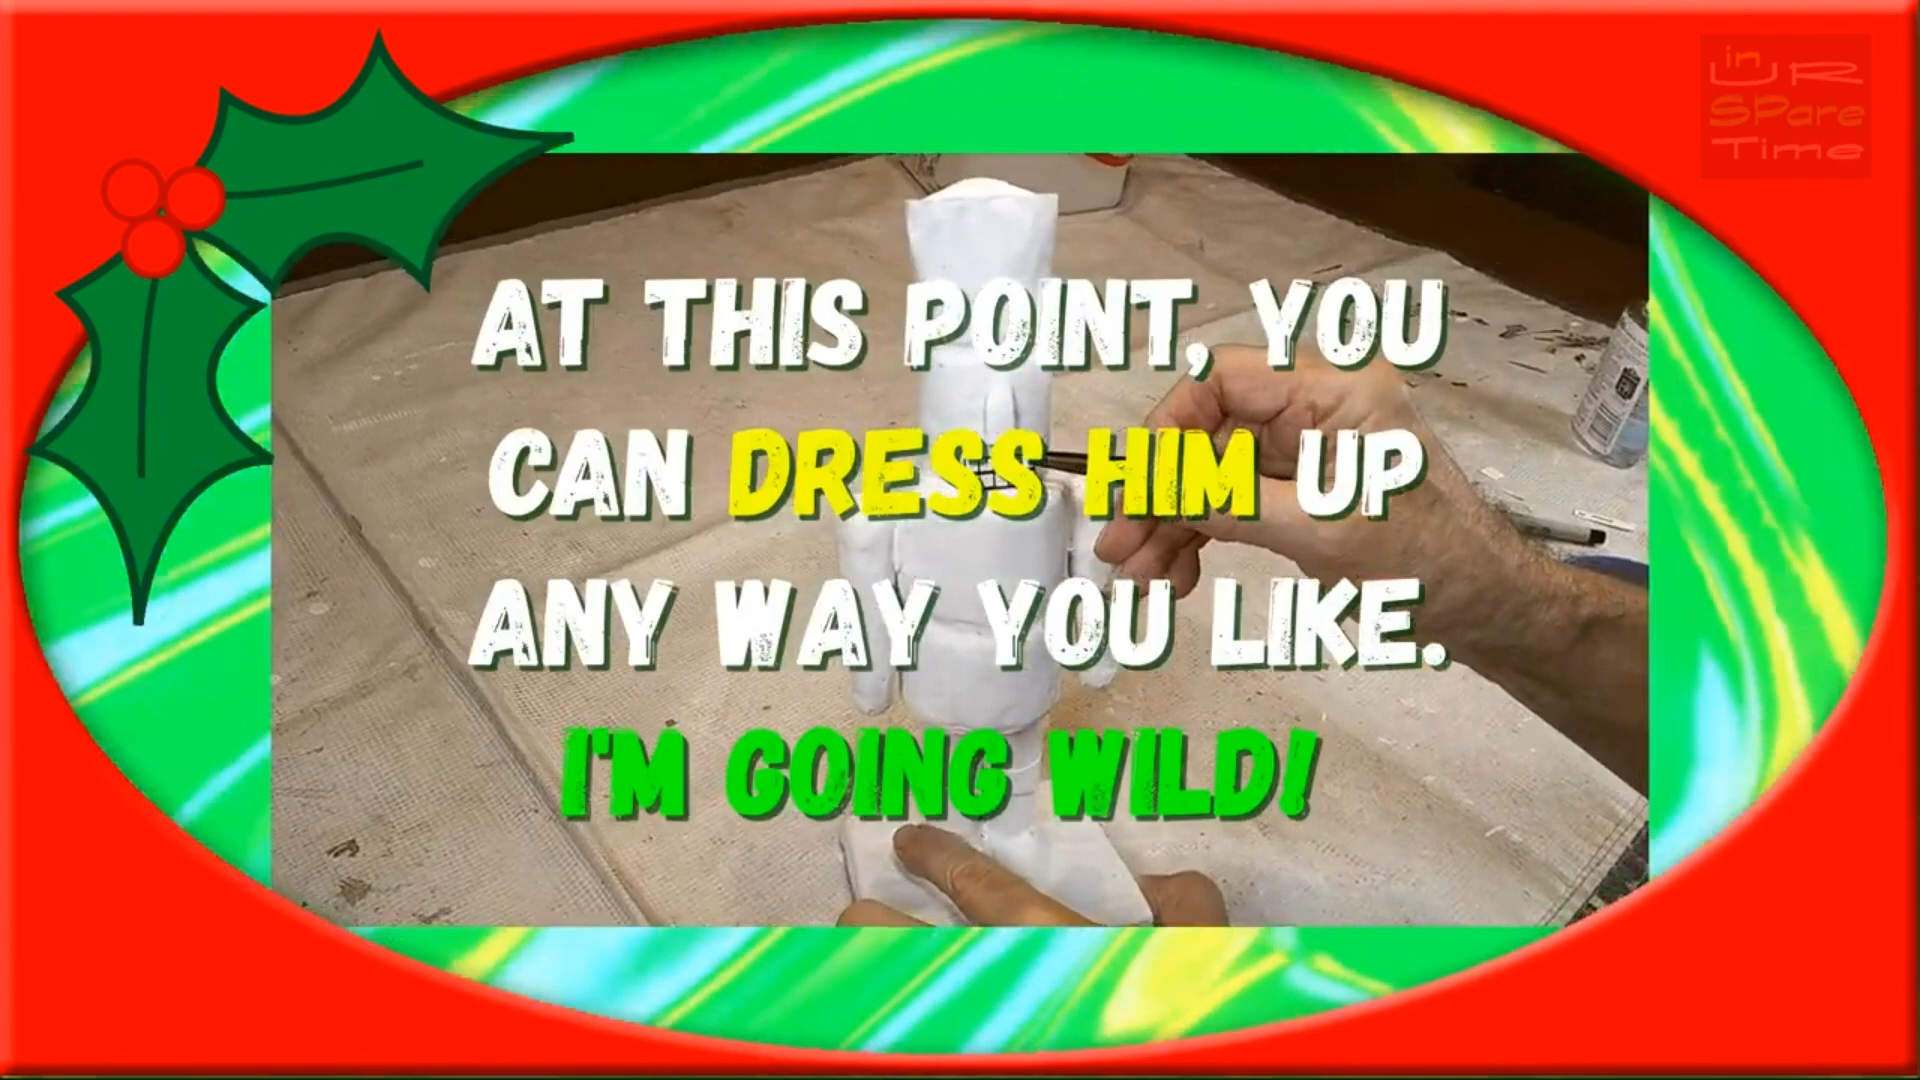 in
UR
SPare
Time
AT THIS POINT, YOU
CAN DRESS HIM UP
ANY WAY YOU LIKE.
I'M GOING WILD!